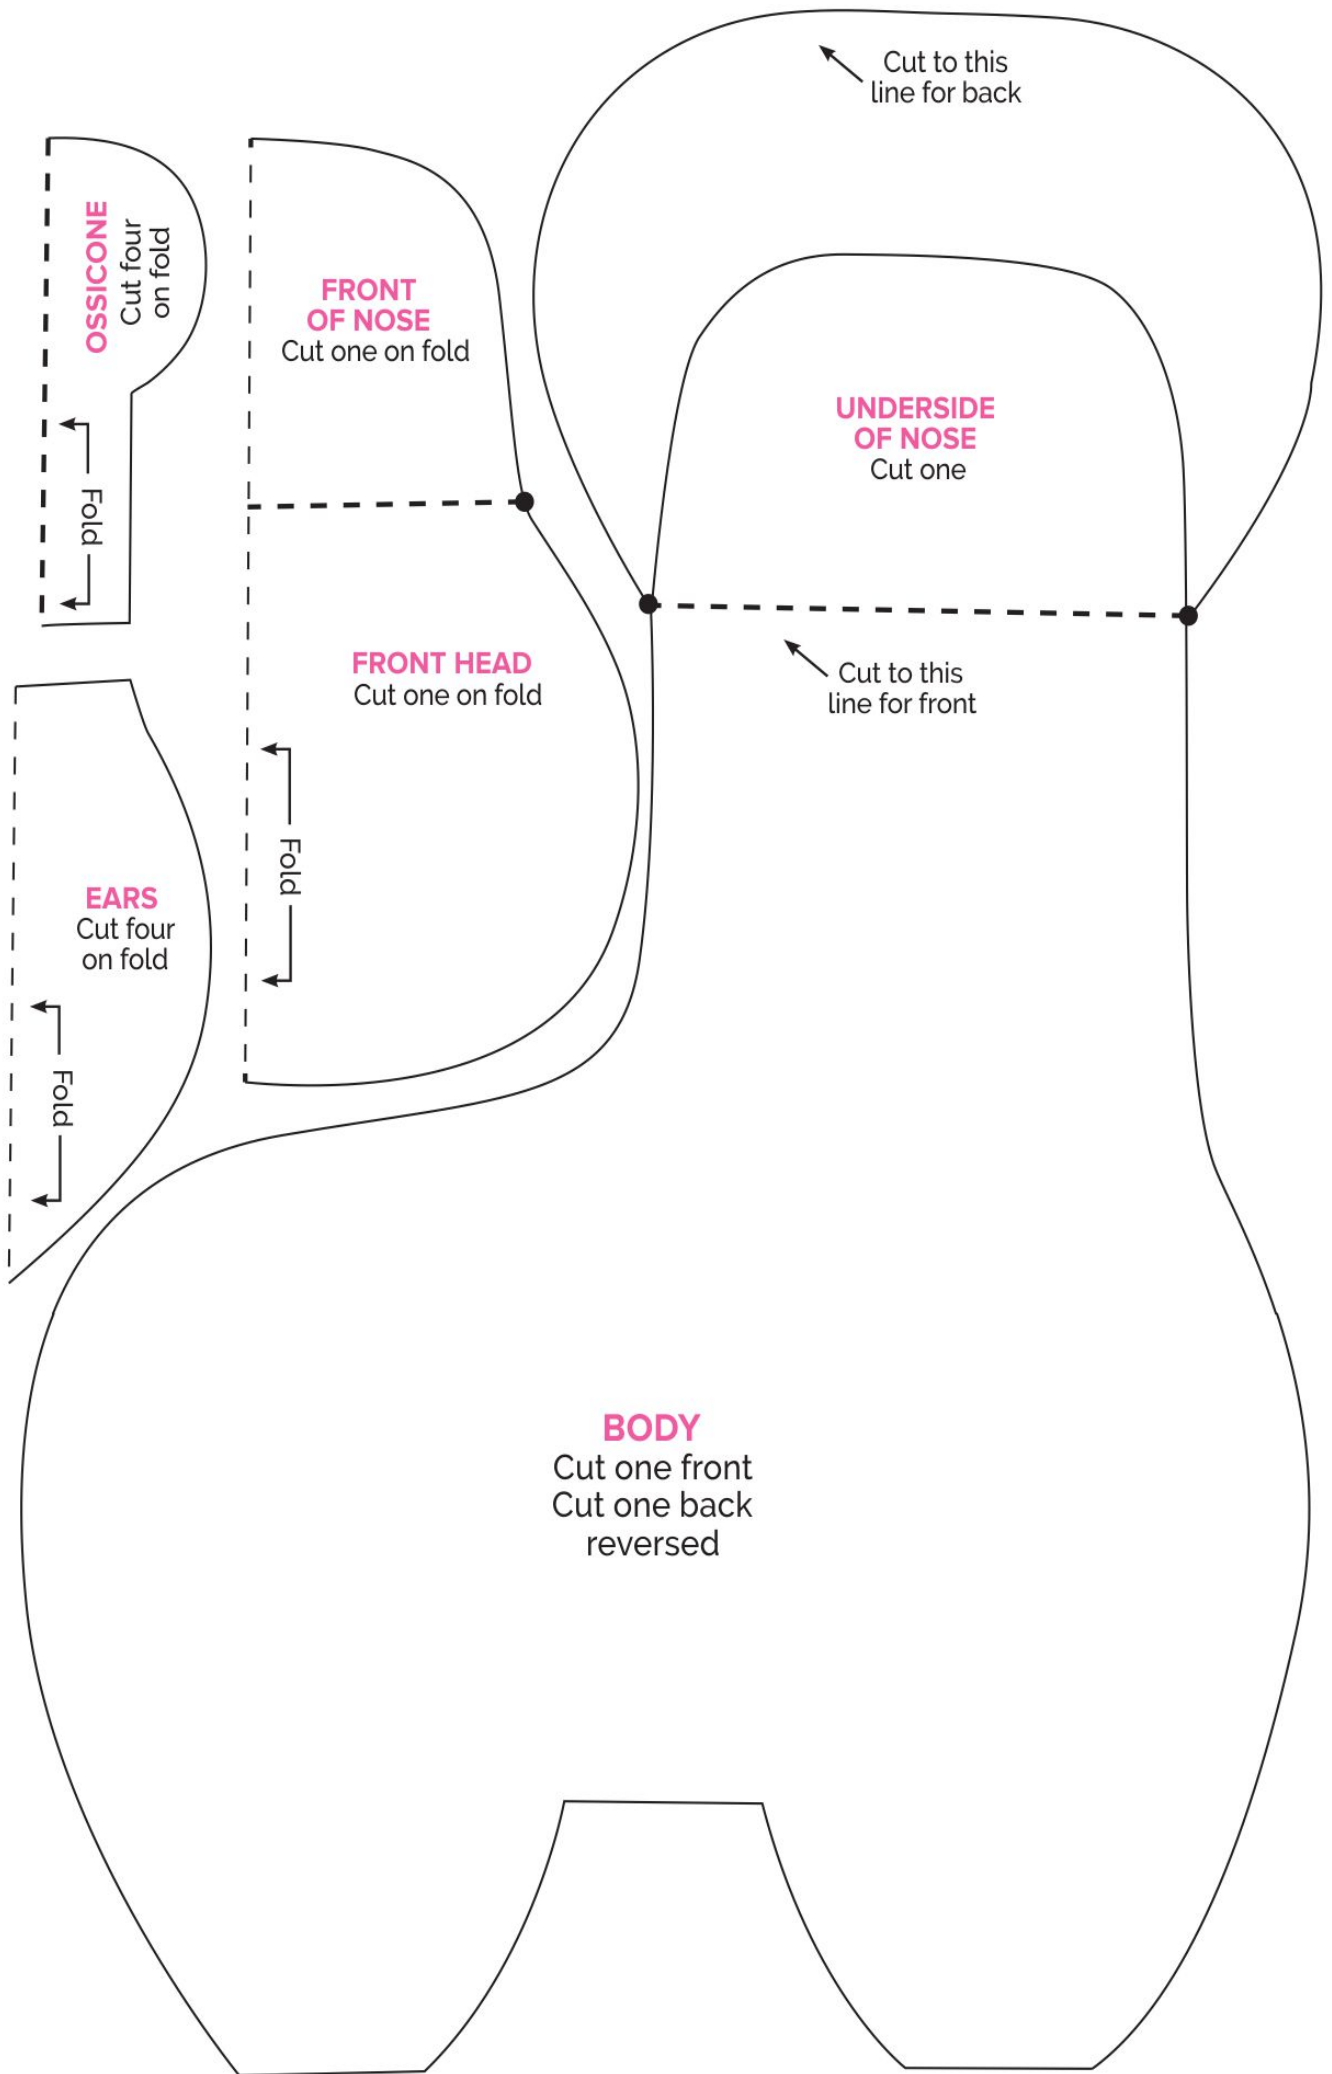 Cut to this
line for back
OSSICONE
Cut four
on fold
Fold
FRONT
OF NOSE
Cut one on fold
UNDERSIDE
OF NOSE
Cut one
FRONT HEAD
Cut one on fold
Fold
Cut to this
line for front
EARS
Cut four
on fold
Fold
BODY
Cut one front
Cut one back
reversed